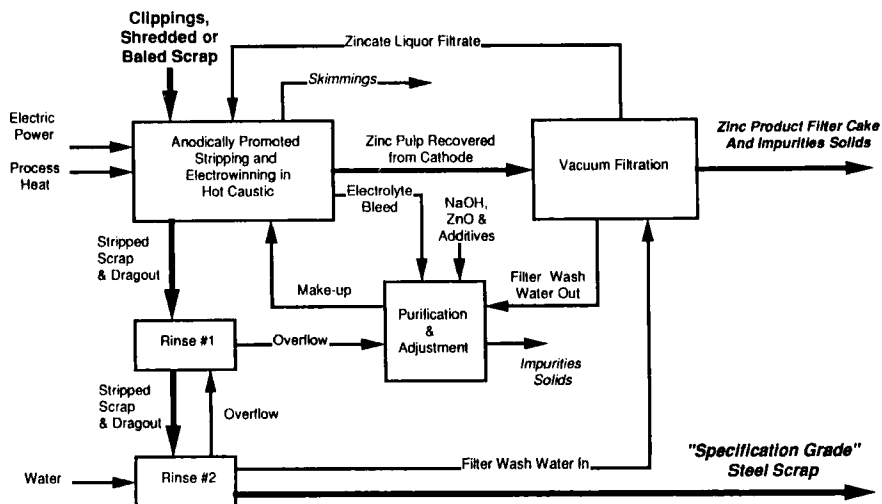 Clippings,
Shredded or
Baled Scrap
Zincate Liquor Filtrate
Skimmings
Electric
Power
Process
Heat
Anodically Promoted
Stripping and
Electrowinning in
Hot Caustic
Zinc Pulp Recovered
from Cathode
Vacuum Filtration
Zinc Product Filter Cake
And Impurities Solids
Electrolyte
Bleed
NaOH,
ZnO &
Additives
Stripped
Scrap
& Dragout
Make-up
Filter Wash
Water Out
Purification
&
Adjustment
Rinse #1
Overflow
Impurities
Solids
Stripped
Scrap
& Dragout
Overflow
Water
Rinse #2
Filter Wash Water In
"Specification Grade"
Steel Scrap